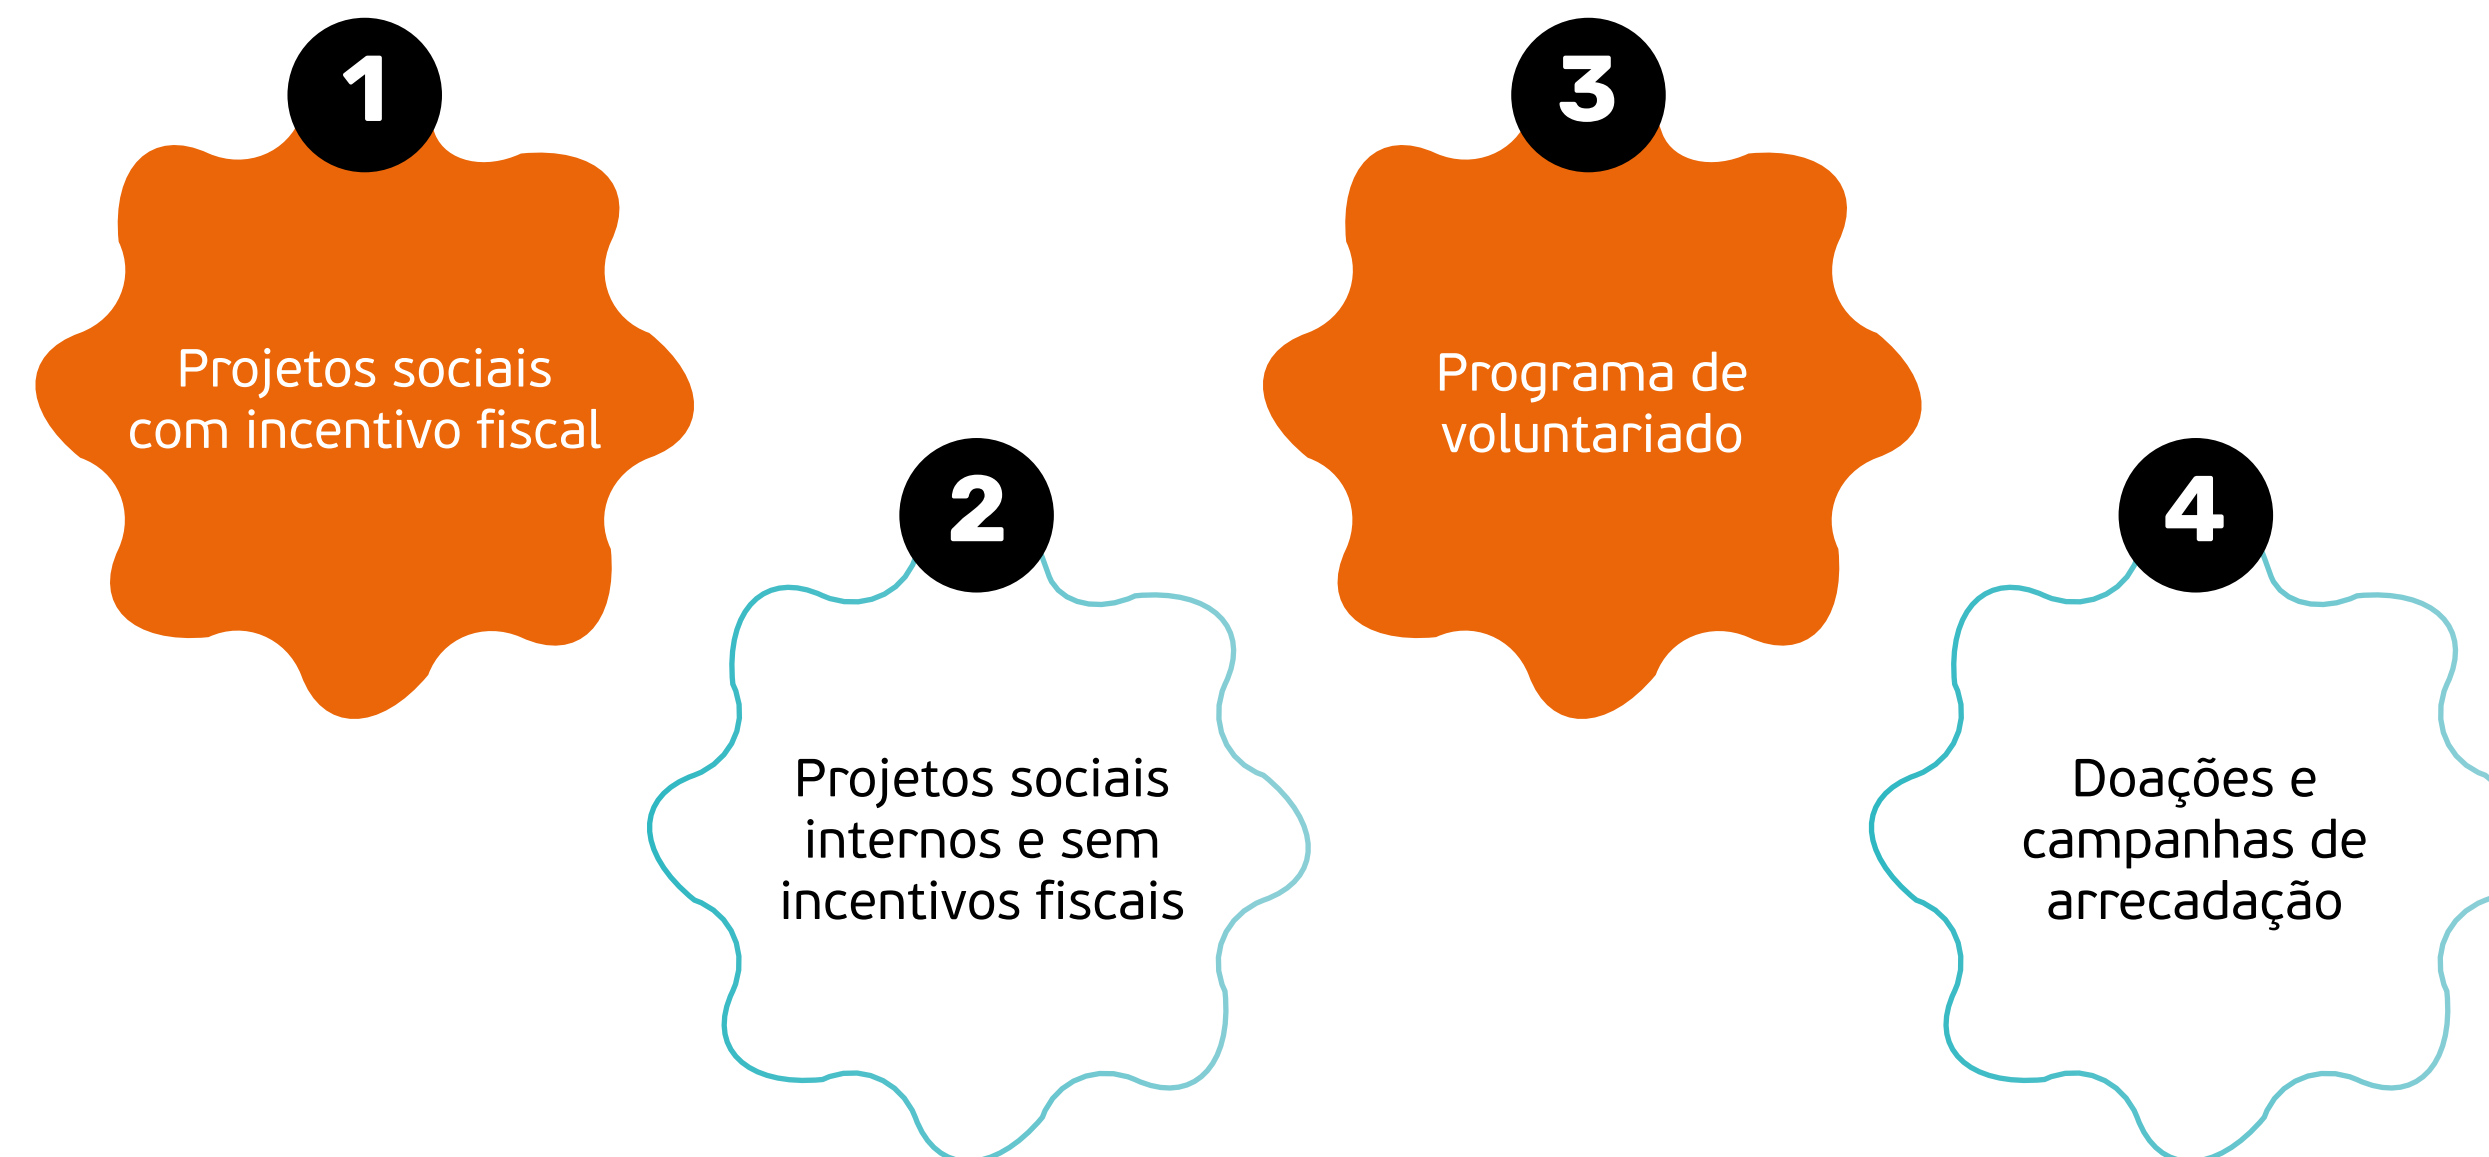 1
Projetos sociais
com incentivo fiscal
2
Projetos sociais
internos e sem
incentivos fiscais
3
Programa de
voluntariado
4
Doações e
campanhas de
arrecadação